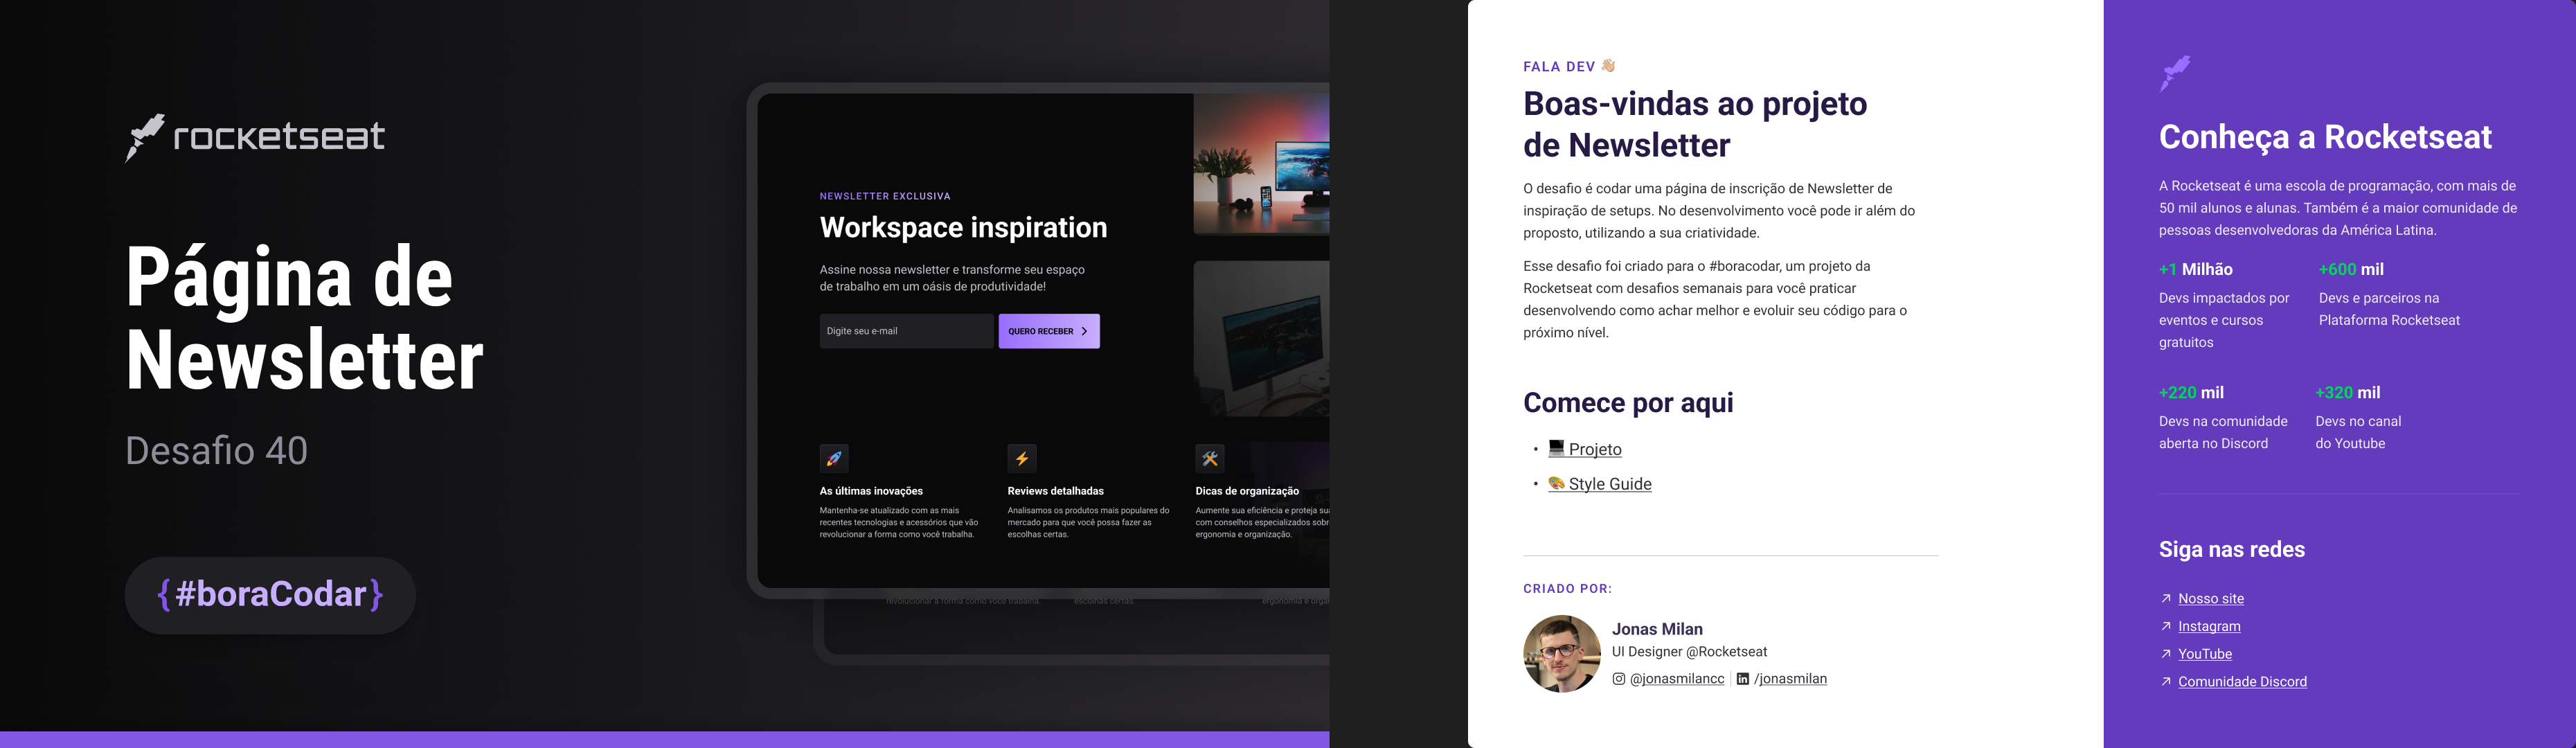 rocketseat
Página de
Newsletter
Desafio 40
{#boraCodar}
NEWSLETTER EXCLUSIVA
Workspace inspiration
Assine nossa newsletter e transforme seu espaço
de trabalho em um oásis de produtividade!
Digite seu e-mail
QUERO RECEBER
As últimas inovações
Mantenha-se atualizado com as mais
recentes tecnologias e acessórios que vão
revolucionar a forma como você trabalha.
Reviews detalhadas
Analisamos os produtos mais populares do
mercado para que você possa fazer as
escolhas certas.
Dicas de organização
Aumente sua eficiência e proteja sua
com conselhos especializados sobr
ergonomia e organização.
revolucionar a forma como você trabalha.
escolhas certas.
ergonomia e orga
FALA DEV 👋🏼
Boas-vindas ao projeto
de Newsletter
O desafio é codar uma página de inscrição de Newsletter de
inspiração de setups. No desenvolvimento você pode ir além do
proposto, utilizando a sua criatividade.
Esse desafio foi criado para o #boracodar, um projeto da
Rocketseat com desafios semanais para você praticar
desenvolvendo como achar melhor e evoluir seu código para o
próximo nível.
Comece por aqui
• 💻 Projeto
• 🎨 Style Guide
CRIADO POR:
Jonas Milan
UI Designer @Rocketseat
@jonasmilancc | /jonasmilan
Conheça a Rocketseat
A Rocketseat é uma escola de programação, com mais de
50 mil alunos e alunas. Também é a maior comunidade de
pessoas desenvolvedoras da América Latina.
+1 Milhão
Devs impactados por
eventos e cursos
gratuitos
+600 mil
Devs e parceiros na
Plataforma Rocketseat
+220 mil
Devs na comunidade
aberta no Discord
+320 mil
Devs no canal
do Youtube
Siga nas redes
Nosso site
Instagram
YouTube
Comunidade Discord